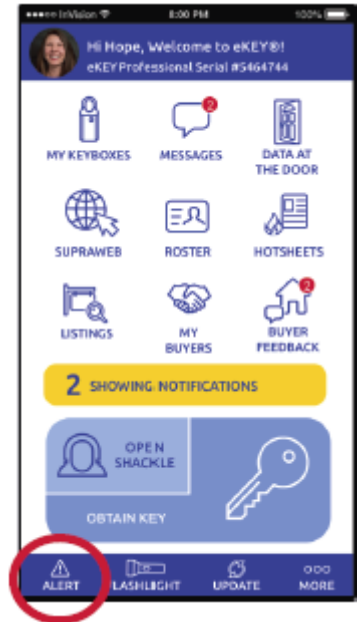 InVision 8:00 PM 100%
Hi Hope, Welcome to eKEY®!
eKEY Professional Serial #5464744
MY KEYBOXES
2
MESSAGES
DATA AT
THE DOOR
SUPRAWEB
ROSTER
HOTSHEETS
LISTINGS
MY
BUYERS
2
BUYER
FEEDBACK
2 SHOWING NOTIFICATIONS
OPEN
SHACKLE
OBTAIN KEY
ALERT
FLASHLIGHT
UPDATE
MORE